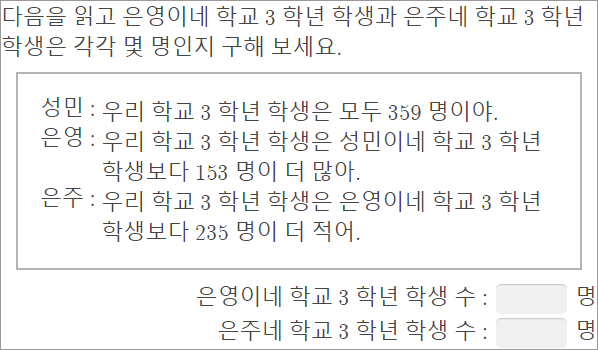 다음을 읽고 은영이네 학교 3 학년 학생과 은주네 학교 3 학년
학생은 각각 몇 명인지 구해 보세요.
성민 : 우리 학교 3 학년 학생은 모두 359 명이야.
은영 : 우리 학교 3 학년 학생은 성민이네 학교 3 학년
학생보다 153 명이 더 많아.
은주 : 우리 학교 3 학년 학생은 은영이네 학교 3 학년
학생보다 235 명이 더 적어.
은영이네 학교 3 학년 학생 수 : 명
은주네 학교 3 학년 학생 수 : 명